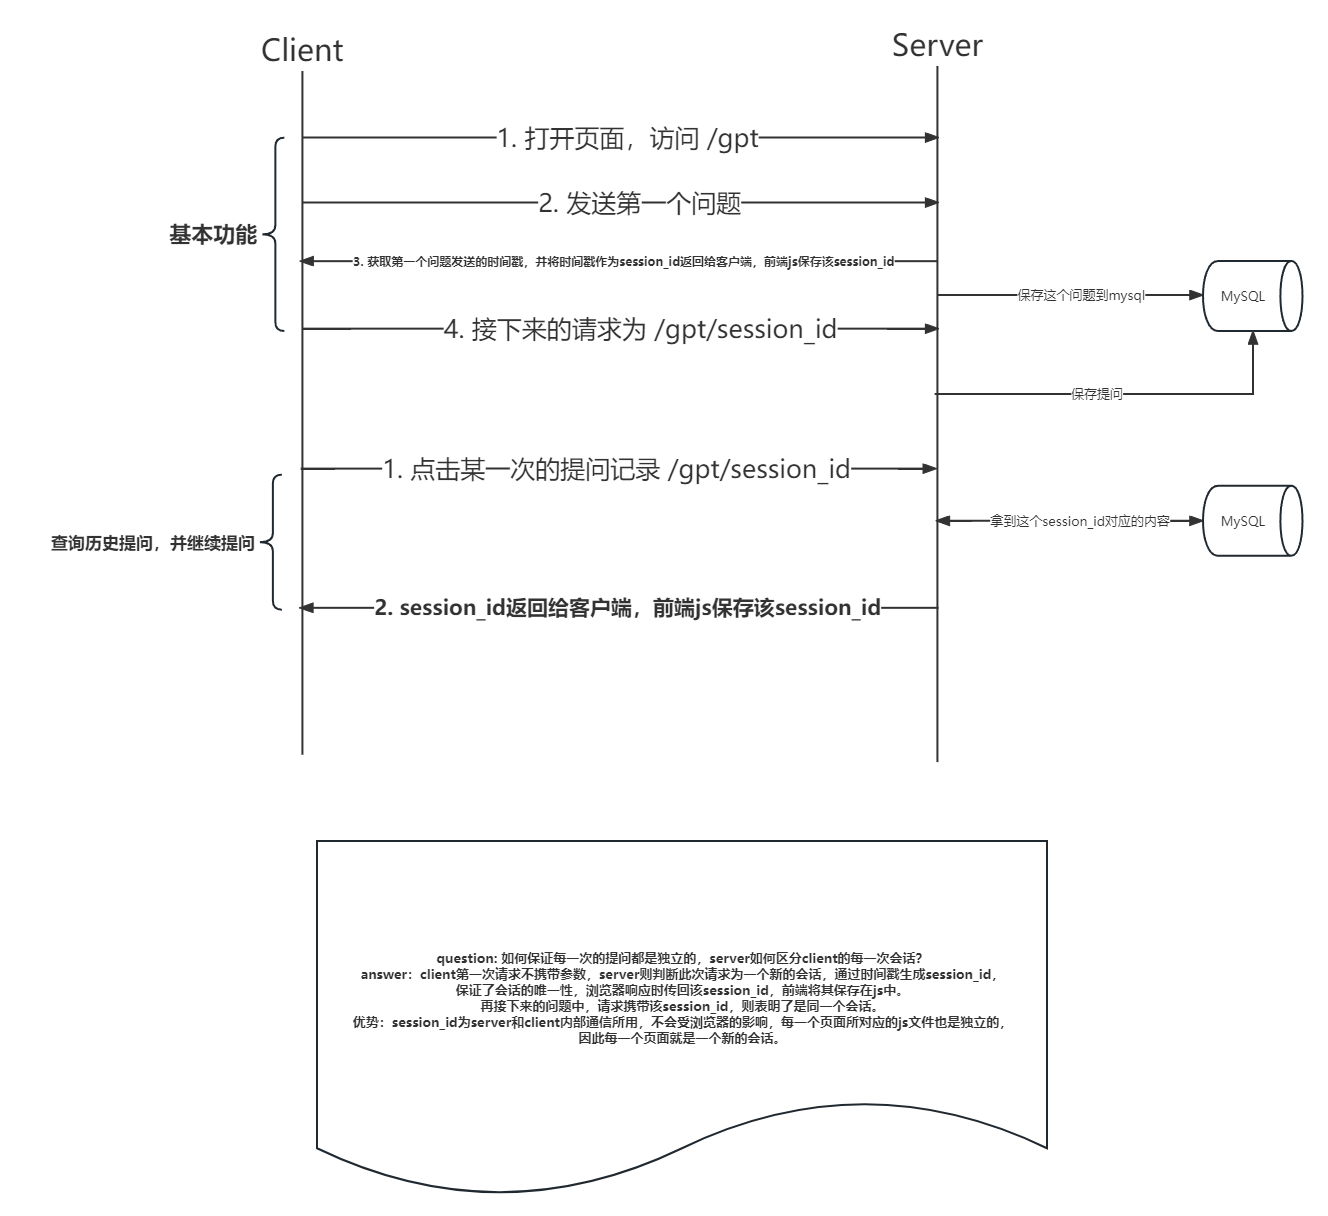 Client
Server
1. 打开页面，访问 /gpt
2. 发送第一个问题
基本功能
3. 获取第一个问题发送的时间戳，并将时间戳作为session_id返回给客户端，前端js保存该session_id
保存这个问题到mysql
MySQL
4. 接下来的请求为 /gpt/session_id
保存提问
1. 点击某一次的提问记录 /gpt/session_id
拿到这个session_id对应的内容
MySQL
查询历史提问，并继续提问
2. session_id返回给客户端，前端js保存该session_id
question: 如何保证每一次的提问都是独立的，server如何区分client的每一次会话？
answer：client第一次请求不携带参数，server则判断此次请求为一个新的会话，通过时间戳生成session_id，
保证了会话的唯一性，浏览器响应时传回该session_id，前端将其保存在js中。
再接下来的问题中，请求携带该session_id，则表明了是同一个会话。
优势：session_id为server和client内部通信所用，不会受浏览器的影响，每一个页面所对应的js文件也是独立的，
因此每一个页面就是一个新的会话。